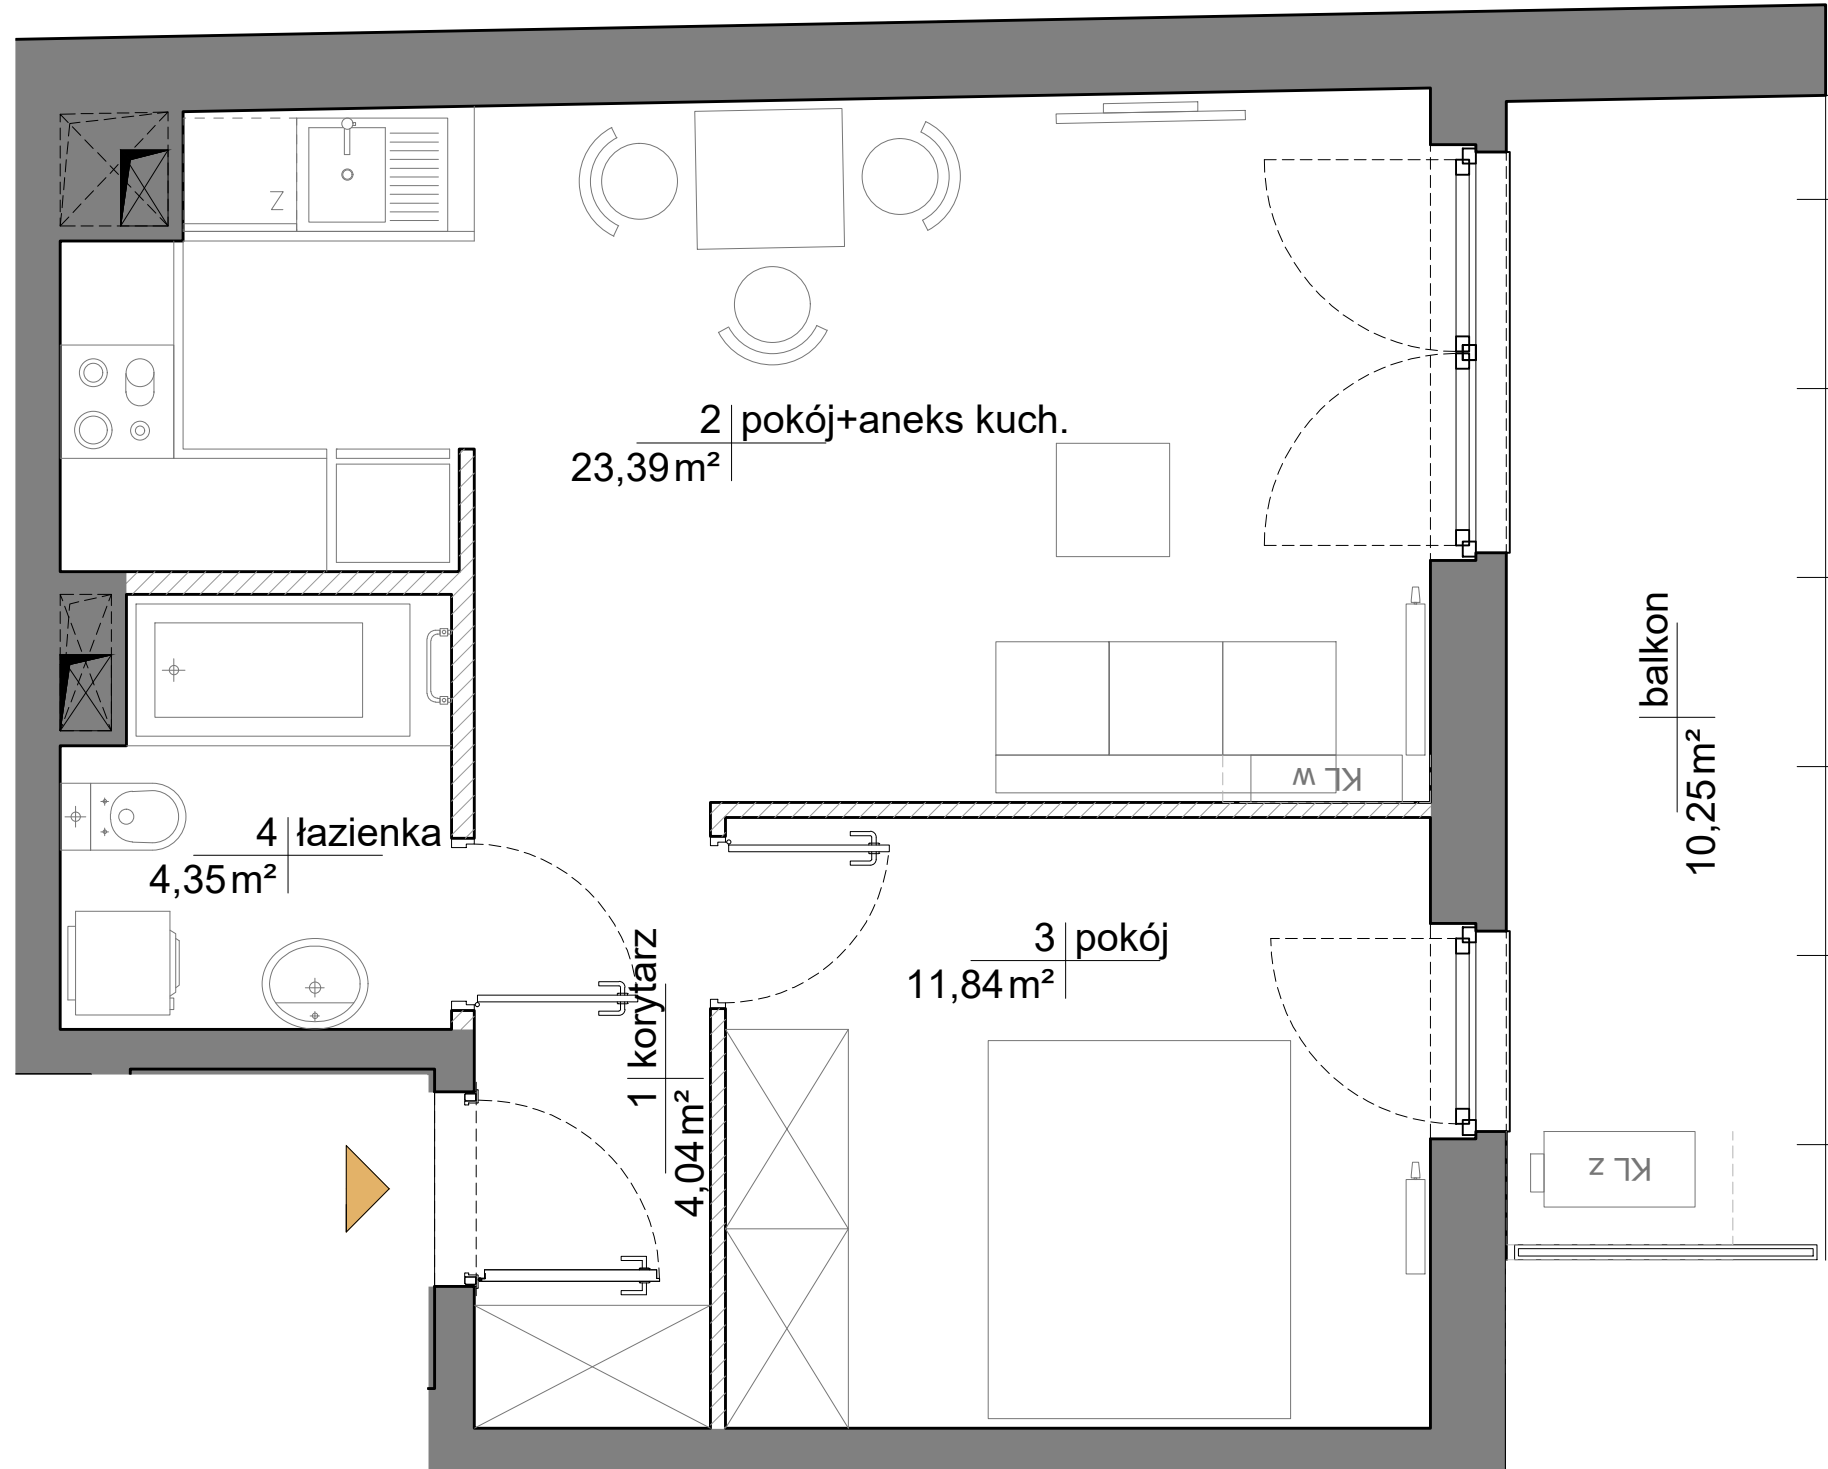 Z
2 pokój+aneks kuch.
23,39 m²
KL w
4 łazienka
4,35 m²
1 korytarz
4,04 m²
3 pokój
11,84 m²
balkon
10,25 m²
KL z